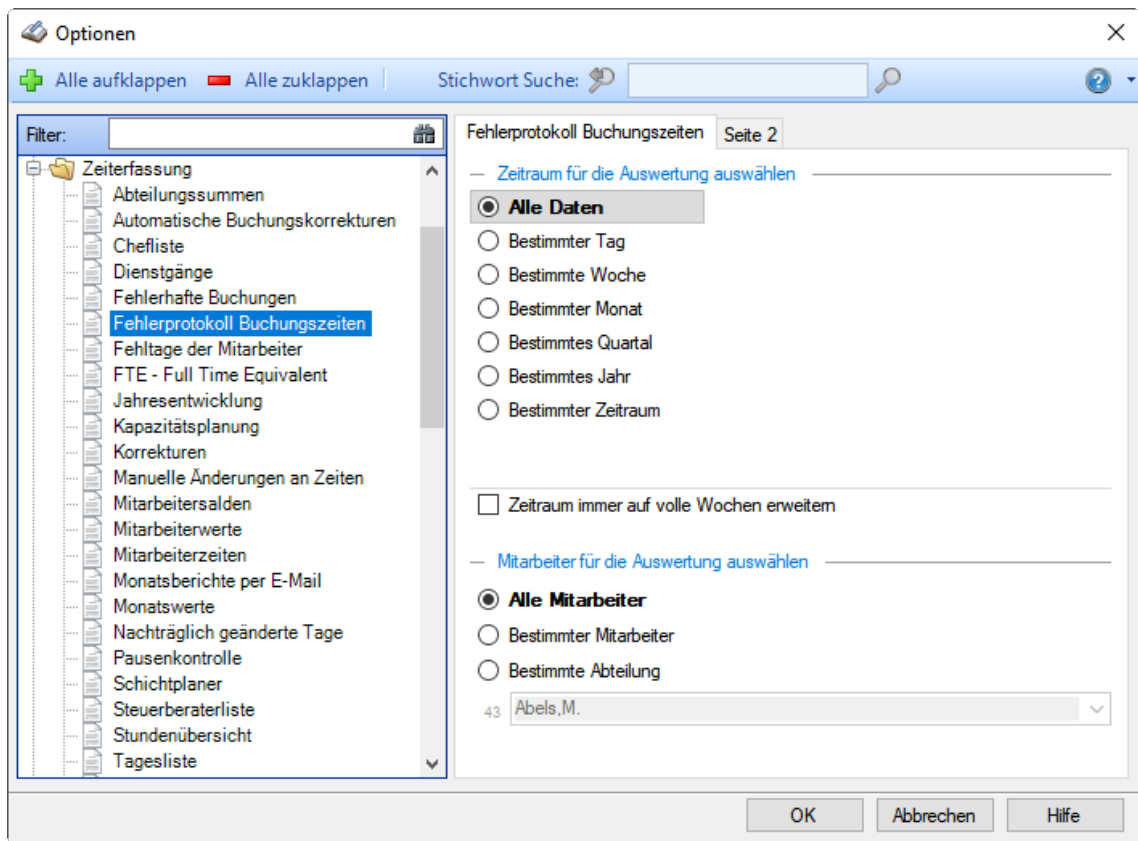 Optionen
Alle aufklappen Alle zuklappen Stichwort Suche:
Filter:
Zeiterfassung
Abteilungssummen
Automatische Buchungskorrekturen
Chefliste
Dienstgänge
Fehlerhafte Buchungen
Fehlerprotokoll Buchungszeiten
Fehltage der Mitarbeiter
FTE - Full Time Equivalent
Jahresentwicklung
Kapazitätsplanung
Korrekturen
Manuelle Änderungen an Zeiten
Mitarbeitersalden
Mitarbeiterwerte
Mitarbeiterzeiten
Monatsberichte per E-Mail
Monatswerte
Nachträglich geänderte Tage
Pausenkontrolle
Schichtplaner
Steuerberaterliste
Stundenübersicht
Tagesliste
Fehlerprotokoll Buchungszeiten Seite 2
Zeitraum für die Auswertung auswählen
Alle Daten
Bestimmter Tag
Bestimmte Woche
Bestimmter Monat
Bestimmtes Quartal
Bestimmtes Jahr
Bestimmter Zeitraum
Zeitraum immer auf volle Wochen erweitern
Mitarbeiter für die Auswertung auswählen
Alle Mitarbeiter
Bestimmter Mitarbeiter
Bestimmte Abteilung
43 Abels,M.
OK Abbrechen Hilfe